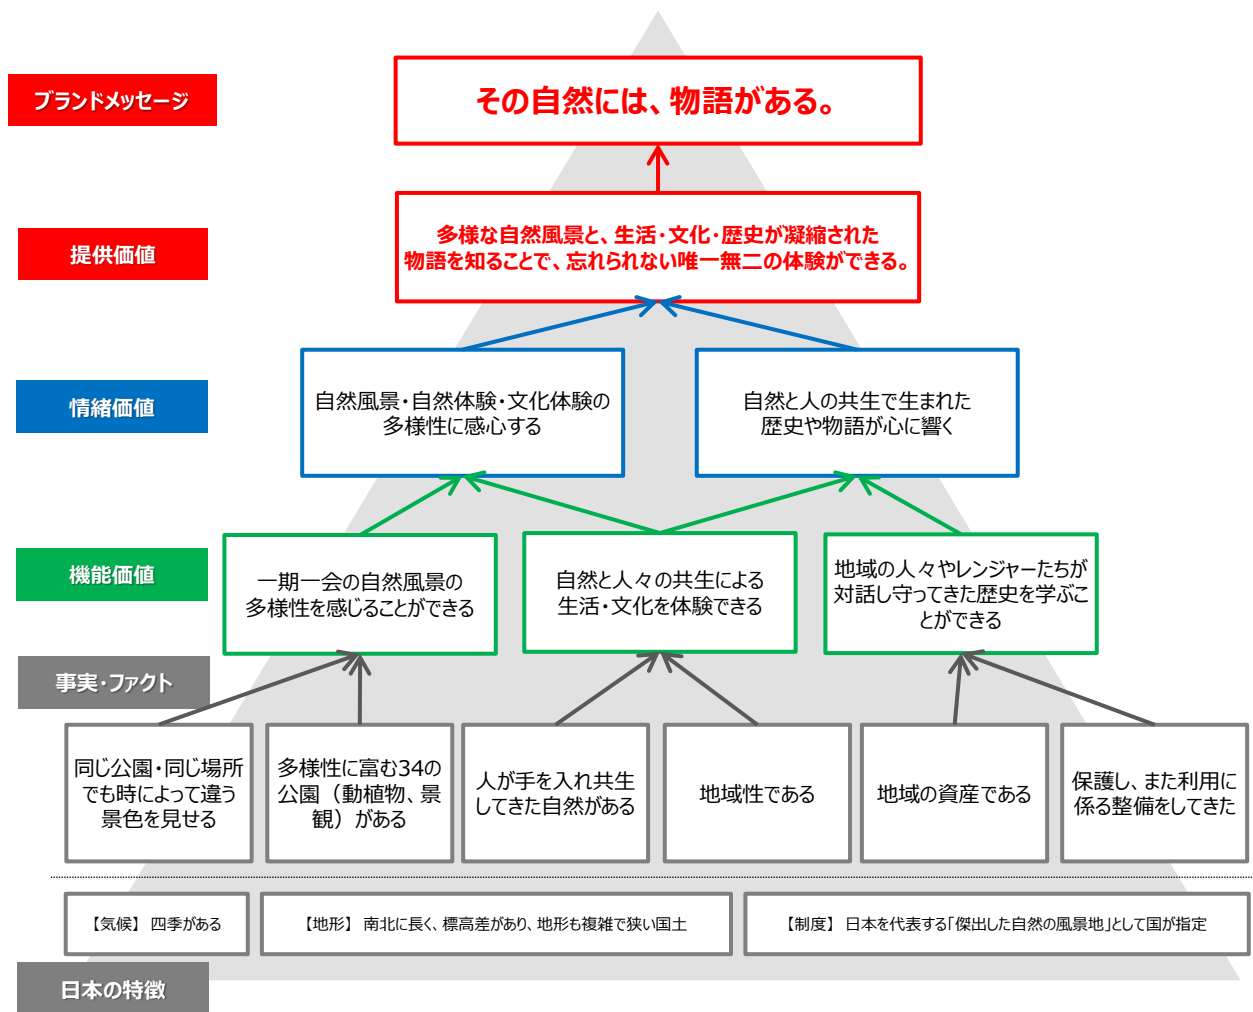 ブランドメッセージ
その自然には、物語がある。
提供価値
多様な自然風景と、生活・文化・歴史が凝縮された
物語を知ることで、忘れられない唯一無二の体験ができる。
情緒価値
自然風景・自然体験・文化体験の
多様性に感心する
自然と人の共生で生まれた
歴史や物語が心に響く
機能価値
一期一会の自然風景の
多様性を感じることができる
自然と人々の共生による
生活・文化を体験できる
地域の人々やレンジャーたちが
対話し守ってきた歴史を学ぶこ
とができる
事実・ファクト
同じ公園・同じ場所
でも時によって違う
景色を見せる
多様性に富む34の
公園（動植物、景
観）がある
人が手を入れ共生
してきた自然がある
地域性である
地域の資産である
保護し、また利用に
係る整備をしてきた
【気候】 四季がある
【地形】 南北に長く、標高差があり、地形も複雑で狭い国土
【制度】 日本を代表する「傑出した自然の風景地」として国が指定
日本の特徴